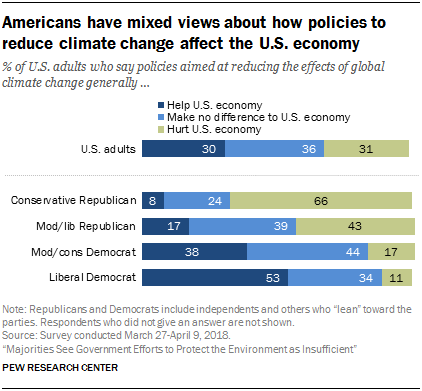 Americans have mixed views about how policies to
reduce climate change affect the U.S. economy
% of U.S. adults who say policies aimed at reducing the effects of global
climate change generally ...
Help U.S. economy
Make no difference to U.S. economy
Hurt U.S. economy
U.S. adults 30 36 31
Conservative Republican 8 24 66
Mod/lib Republican 17 39 43
Mod/cons Democrat 38 44 17
Liberal Democrat 53 34 11
Note: Republicans and Democrats include independents and others who “lean” toward the
parties. Respondents who did not give an answer are not shown.
Source: Survey conducted March 27-April 9, 2018.
“Majorities See Government Efforts to Protect the Environment as Insufficient”
PEW RESEARCH CENTER